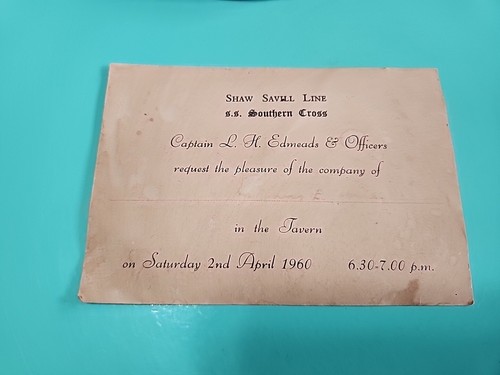 Shaw Savill Line
s.s. Southern Cross
Captain L. H. Edmeads & Officers
request the pleasure of the company of
in the Tavern
on Saturday 2nd April 1960 6.30-7.00 p.m.